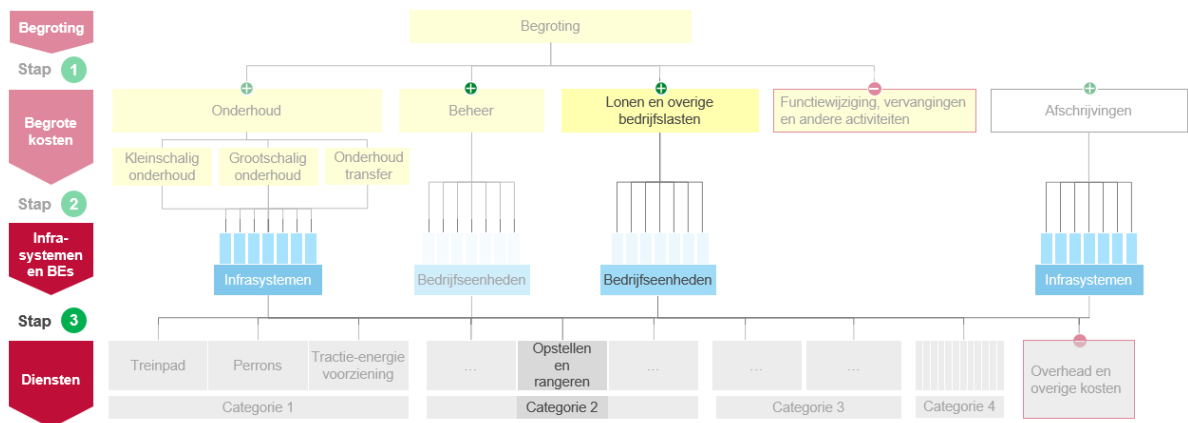 Begroting
Begroting
Stap 1
Begrote
kosten
Onderhoud
Beheer
Lonen en overige
bedrijfslasten
Functiewijziging, vervangingen
en andere activiteiten
Afschrijvingen
Kleinschalig
onderhoud
Grootschalig
onderhoud
Onderhoud
transfer
Stap 2
Infra-
systemen
en BEs
Infrasystemen
Bedrijfseenheden
Bedrijfseenheden
Infrasystemen
Stap 3
Diensten
Treinpad
Perrons
Tractie-energie
voorziening
...
Opstellen
en
rangeren
...
...
...
Overhead en
overige kosten
Categorie 1
Categorie 2
Categorie 3
Categorie 4